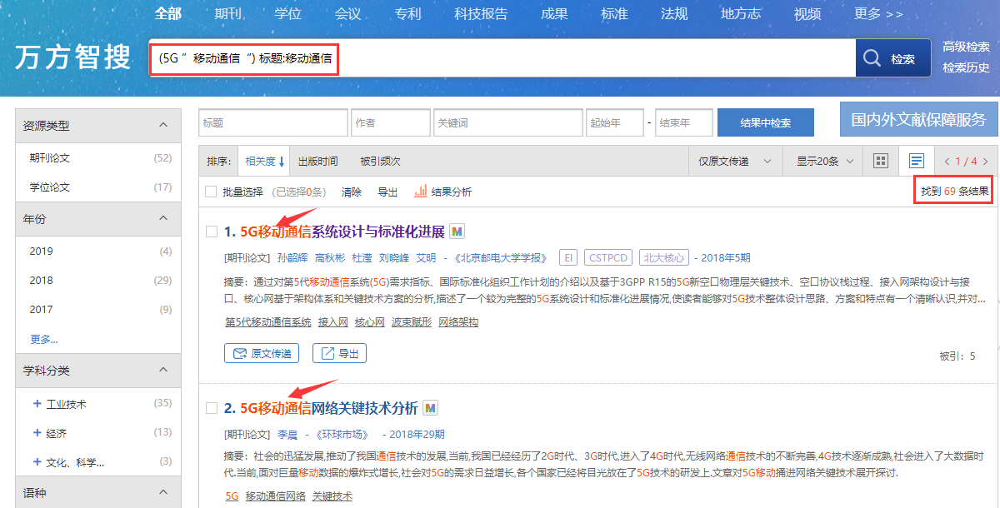 全部 期刊 学位 会议 专利 科技报告 成果 标准 法规 地方志 视频 更多 >>
万方智搜
(5G ”移动通信“) 标题:移动通信
检索
高级检索
检索历史
资源类型
期刊论文 (52)
学位论文 (17)
年份
2019 (4)
2018 (29)
2017 (9)
更多...
学科分类
+ 工业技术 (35)
+ 经济 (13)
+ 文化、科学... (3)
语种
标题 作者 关键词 起始年 - 结束年 结果中检索 国内外文献保障服务
排序: 相关度 出版时间 被引频次 仅原文传递 显示20条 < 1 / 4 >
批量选择 (已选择0条) 清除 导出 结果分析 找到 69 条结果
1. 5G移动通信系统设计与标准化进展 M
[期刊论文] 孙韶辉 高秋彬 杜滢 刘晓峰 艾明 - 《北京邮电大学学报》 EI CSTPCD 北大核心 - 2018年5期
摘要：通过对第5代移动通信系统(5G)需求指标、国际标准化组织工作计划的介绍以及基于3GPP R15的5G新空口物理层关键技术、空口协议栈过程、接入网架构设计与接
口、核心网基于架构体系和关键技术方案的分析,描述了一个较为完整的5G系统设计和标准化进展情况,使读者能够对5G技术整体设计思路、方案和特点有一个清晰认识,并对...
第5代移动通信系统 接入网 核心网 波束赋形 网络架构
原文传递 导出
被引：5
2. 5G移动通信网络关键技术分析 M
[期刊论文] 李晨 - 《环球市场》 - 2018年29期
摘要：社会的迅猛发展,推动了我国通信技术的发展,当前,我国已经经历了2G时代、3G时代,进入了4G时代,无线网络通信技术的不断完善,4G技术逐渐成熟,社会进入了大数据时
代.当前,面对巨量移动数据的爆炸式增长,社会对5G的需求日益增长,各个国家已经将目光放在了5G技术的研发上.文章对5G移动捅进网络关键技术展开探讨.
5G 移动通信网络 关键技术